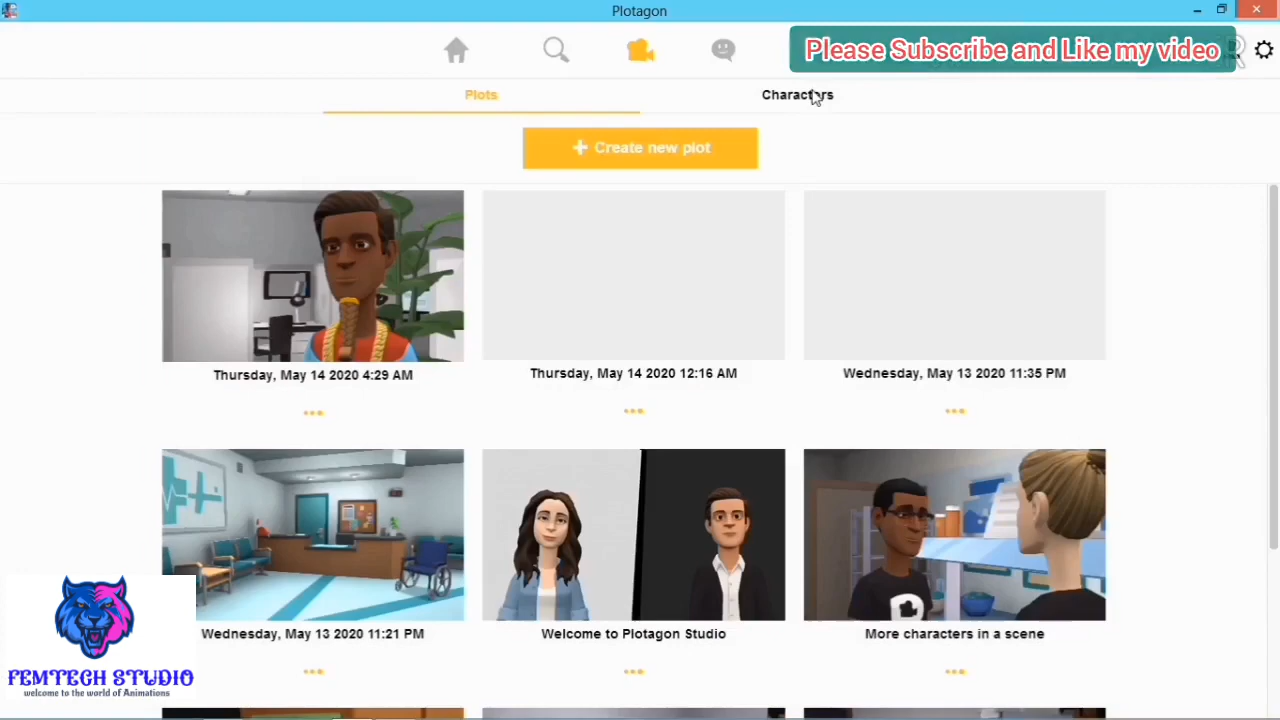 Plotagon
Please Subscribe and Like my video
Plots
Characters
+ Create new plot
Thursday, May 14 2020 4:29 AM
Thursday, May 14 2020 12:16 AM
Wednesday, May 13 2020 11:35 PM
Wednesday, May 13 2020 11:21 PM
Welcome to Plotagon Studio
More characters in a scene
FEMTECH STUDIO
welcome to the world of Animations